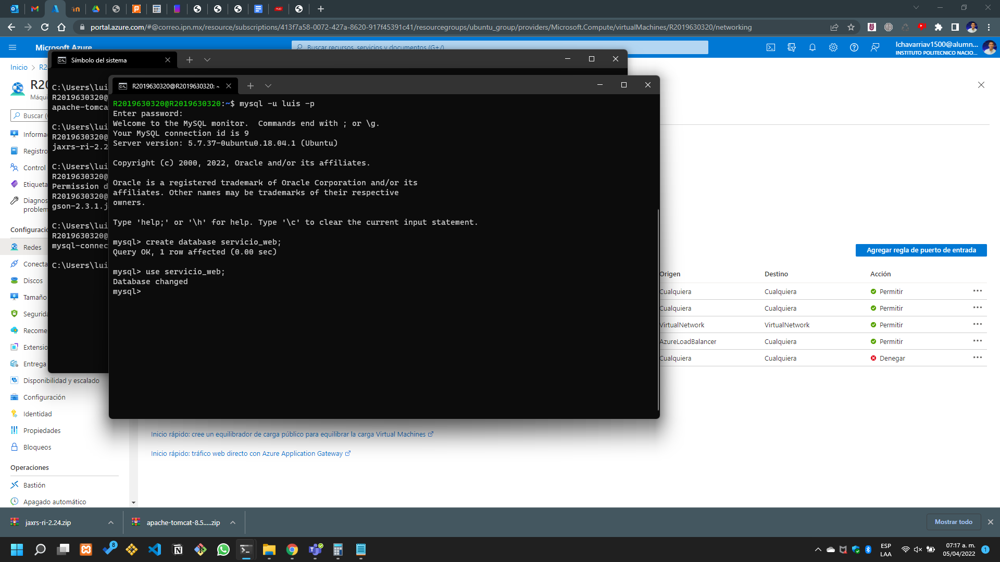 portal.azure.com/#@correo.ipn.mx/resource/subscriptions/413f7a58-0072-427a-8620-917f45391c41/resourcegroups/ubuntu_group/providers/Microsoft.Compute/virtualMachines/R2019630320/networking
Microsoft Azure
Buscar recursos, servicios y documentos (G+/)
lchavarriav1500@alumn...
INSTITUTO POLITECNICO NACIO...
Inicio > R2
R20
Máqui
Buscar (
Informa
Registro
Control
Etiqueta
Diagnos
problem
Configuració
Redes
Conecta
Discos
Tamaño
Segurida
Recome
Extensio
Entrega
Disponibilidad y escalado
Configuración
Identidad
Propiedades
Bloqueos
Operaciones
Bastión
Apagado automático
Símbolo del sistema
C:\Users\lui
R2019630320@
apache-tomca
C:\Users\lui
R2019630320@
jaxrs-ri-2.2
C:\Users\lui
R2019630320@
Permission d
R2019630320@
gson-2.3.1.j
C:\Users\lui
R2019630320@
mysql-connec
C:\Users\lui
R2019630320@R2019630320: ~
R2019630320@R2019630320:~$ mysql -u luis -p
Enter password:
Welcome to the MySQL monitor.  Commands end with ; or \g.
Your MySQL connection id is 9
Server version: 5.7.37-0ubuntu0.18.04.1 (Ubuntu)
Copyright (c) 2000, 2022, Oracle and/or its affiliates.
Oracle is a registered trademark of Oracle Corporation and/or its
affiliates. Other names may be trademarks of their respective
owners.
Type 'help;' or '\h' for help. Type '\c' to clear the current input statement.
mysql> create database servicio_web;
Query OK, 1 row affected (0.00 sec)
mysql> use servicio_web;
Database changed
mysql>
Agregar regla de puerto de entrada
Origen Destino Acción
Cualquiera Cualquiera Permitir
Cualquiera Cualquiera Permitir
VirtualNetwork VirtualNetwork Permitir
AzureLoadBalancer Cualquiera Permitir
Cualquiera Cualquiera Denegar
Inicio rápido: cree un equilibrador de carga público para equilibrar la carga Virtual Machines
Inicio rápido: tráfico web directo con Azure Application Gateway
jaxrs-ri-2.24.zip
apache-tomcat-8.5.....zip
Mostrar todo
8
ESP
LAA
07:17 a. m.
05/04/2022
1